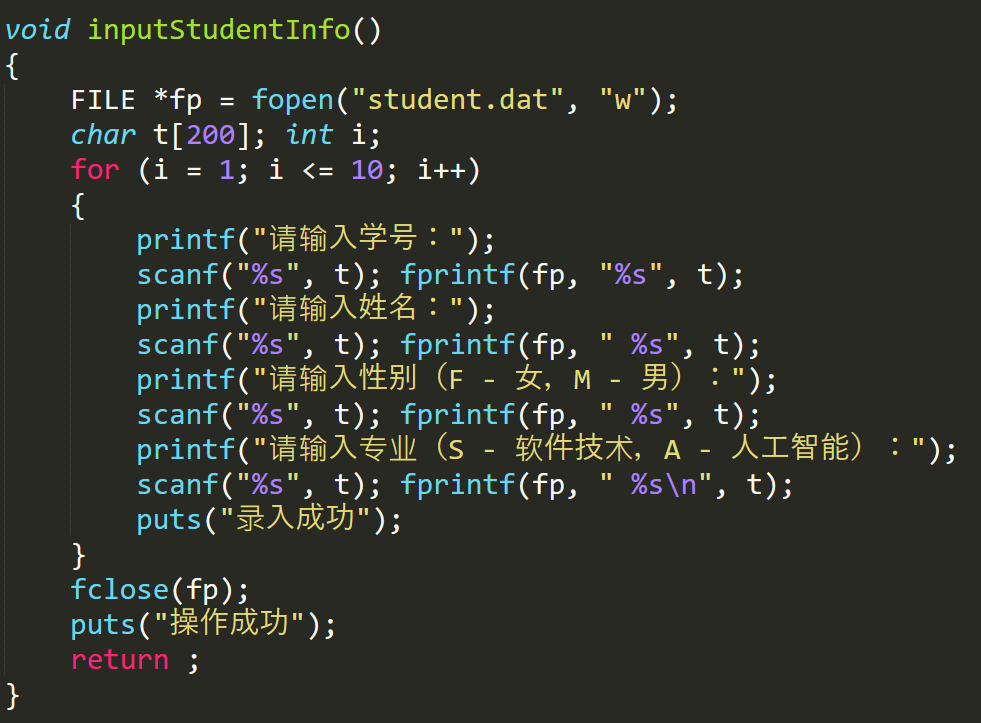 void inputStudentInfo()
{
    FILE *fp = fopen("student.dat", "w");
    char t[200]; int i;
    for (i = 1; i <= 10; i++)
    {
        printf("请输入学号：");
        scanf("%s", t); fprintf(fp, "%s", t);
        printf("请输入姓名：");
        scanf("%s", t); fprintf(fp, " %s", t);
        printf("请输入性别（F - 女，M - 男）：");
        scanf("%s", t); fprintf(fp, " %s", t);
        printf("请输入专业（S - 软件技术，A - 人工智能）：");
        scanf("%s", t); fprintf(fp, " %s\n", t);
        puts("录入成功");
    }
    fclose(fp);
    puts("操作成功");
    return ;
}